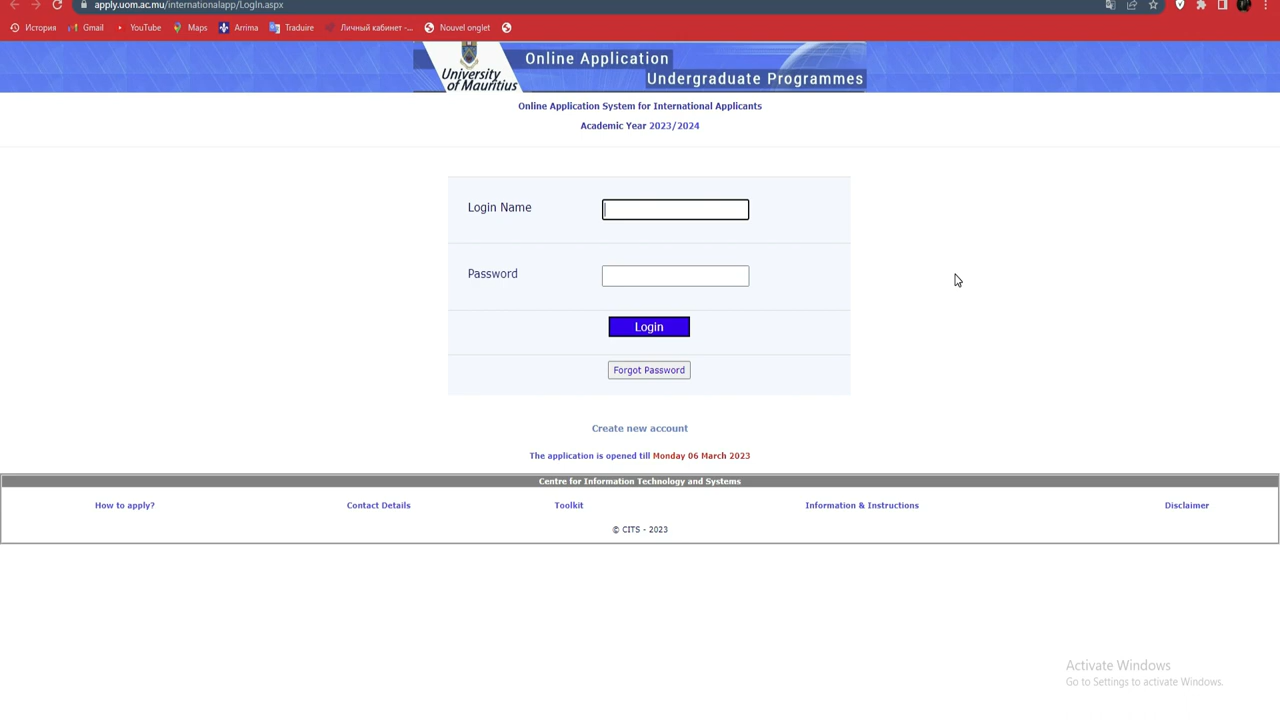 apply.uom.ac.mu/internationalapp/LogIn.aspx
История Gmail YouTube Maps Arrima Traduire Личный кабинет -... Nouvel onglet
University of Mauritius
Online Application
Undergraduate Programmes
Online Application System for International Applicants
Academic Year 2023/2024
Login Name
Password
Login
Forgot Password
Create new account
The application is opened till Monday 06 March 2023
Centre for Information Technology and Systems
How to apply? Contact Details Toolkit Information & Instructions Disclaimer
© CITS - 2023
Activate Windows
Go to Settings to activate Windows.